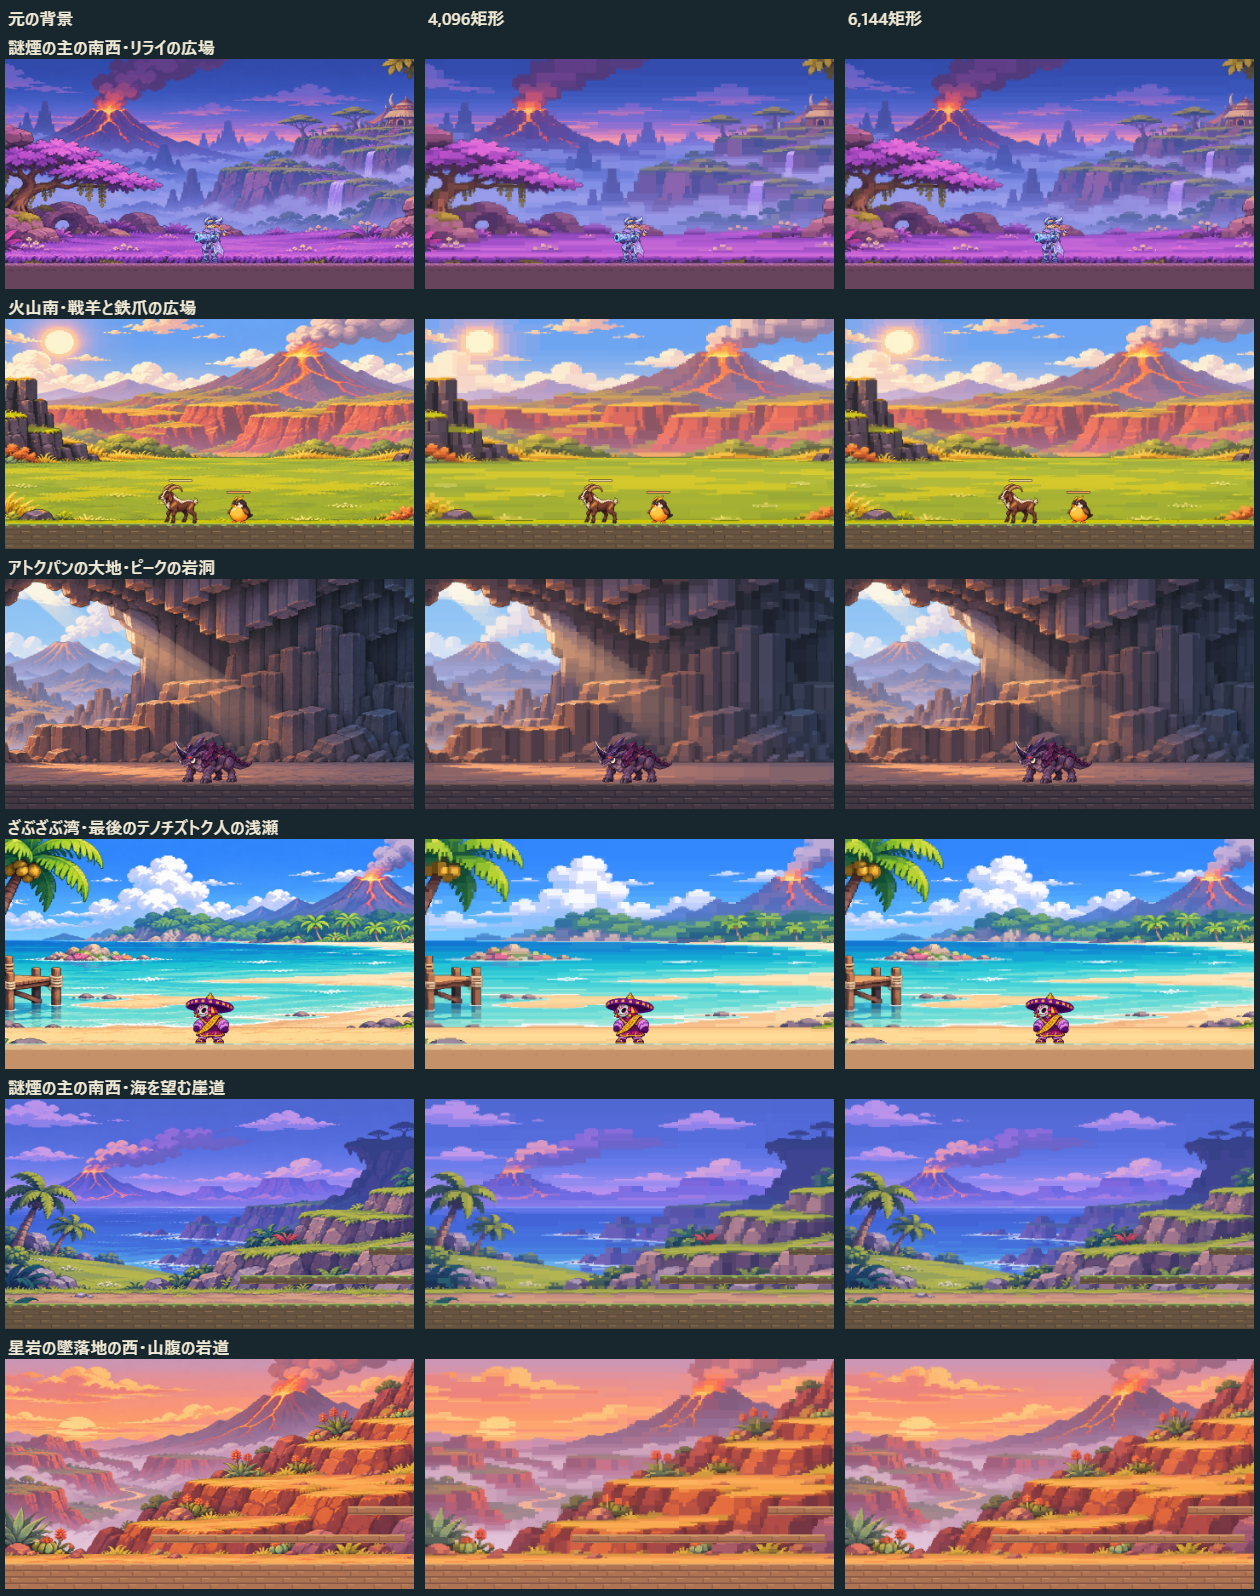 元の背景
4,096矩形
6,144矩形
謎煙の主の南西・リライの広場
火山南・戦羊と鉄爪の広場
アトクパンの大地・ピークの岩洞
ざぶざぶ湾・最後のテノチズトク人の浅瀬
謎煙の主の南西・海を望む崖道
星岩の墜落地の西・山腹の岩道